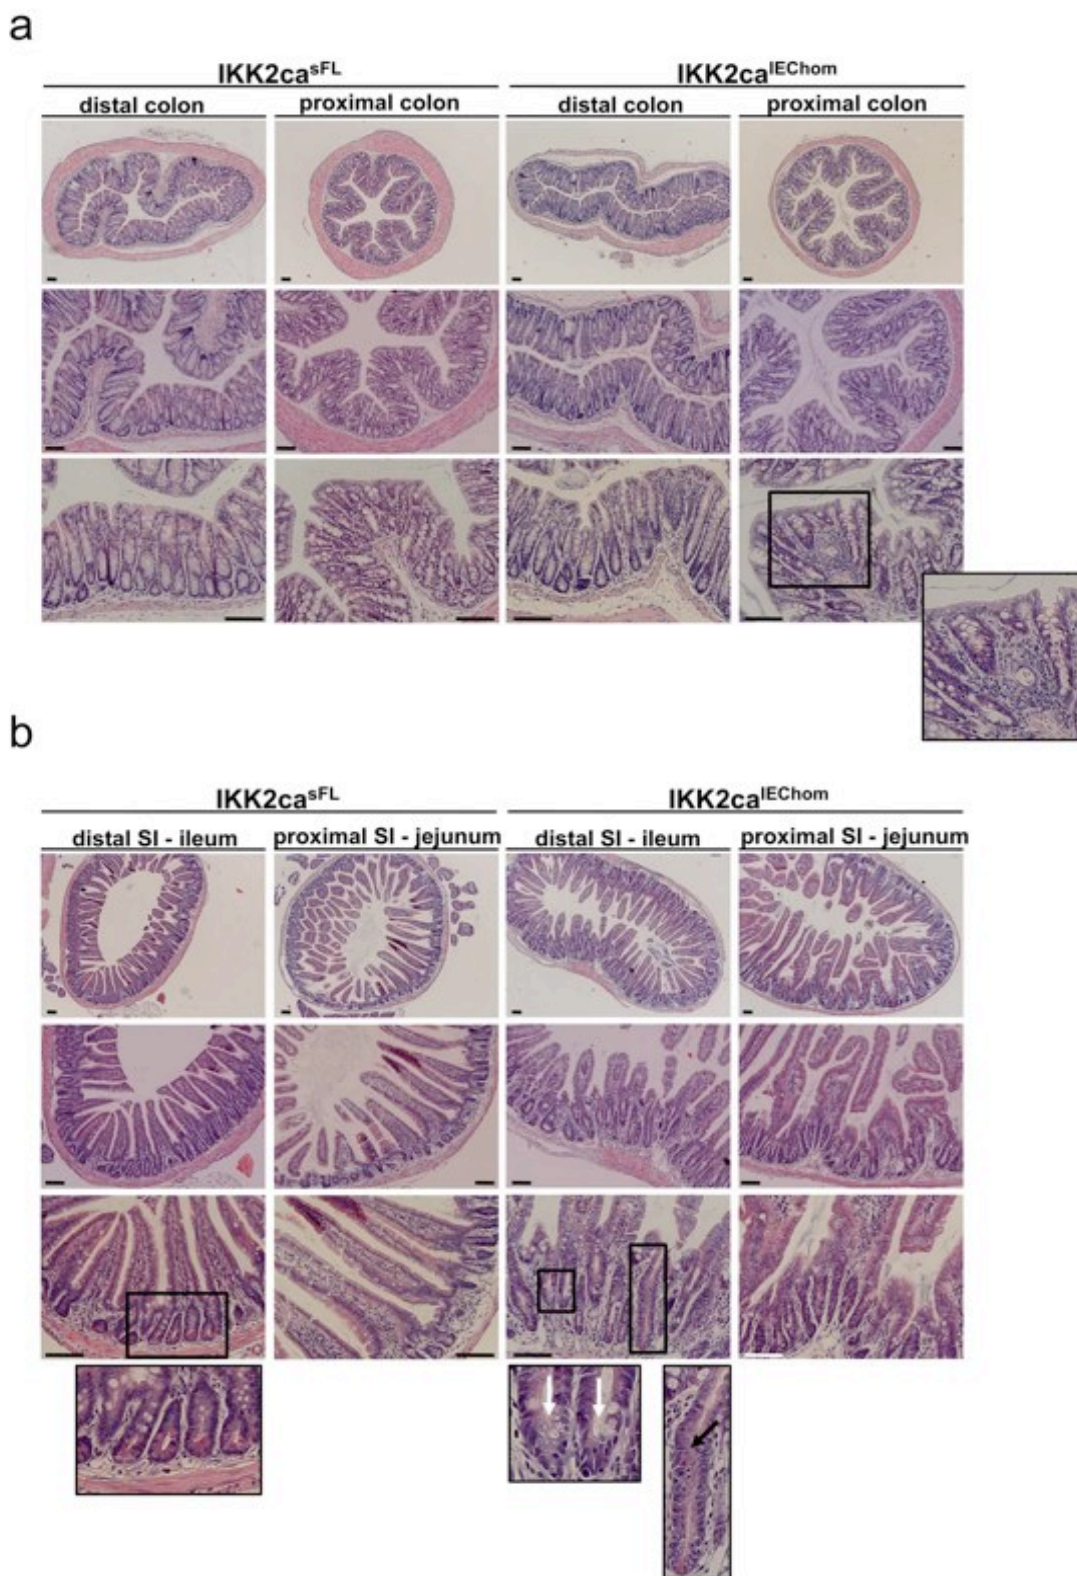 a
IKK2ca^sFL IKK2ca^IEChom
distal colon proximal colon distal colon proximal colon
b
IKK2ca^sFL IKK2ca^IEChom
distal SI - ileum proximal SI - jejunum distal SI - ileum proximal SI - jejunum